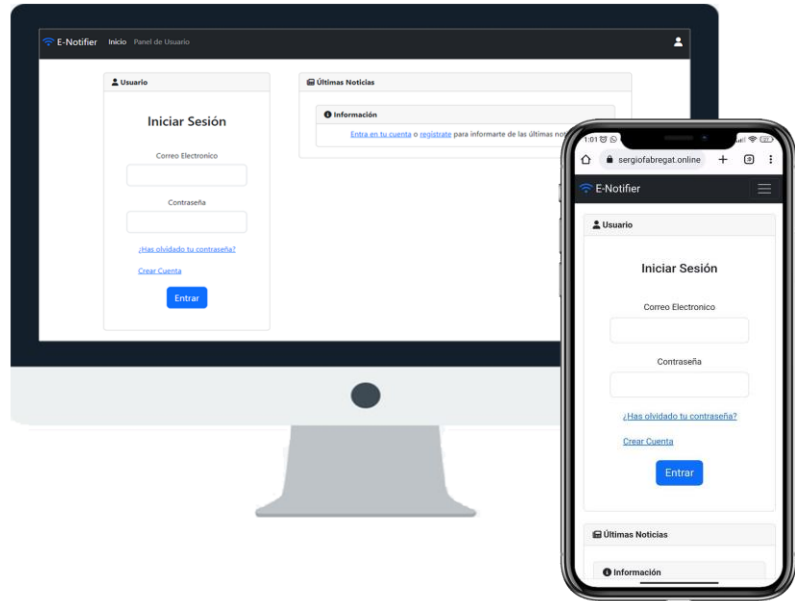 E-Notifier Inicio Panel de Usuario
Usuario
Iniciar Sesión
Correo Electronico
Contraseña
¿Has olvidado tu contraseña?
Crear Cuenta
Entrar
Últimas Noticias
Información
Entra en tu cuenta o regístrate para informarte de las últimas
1:01
sergiofabregat.online
E-Notifier
Usuario
Iniciar Sesión
Correo Electronico
Contraseña
¿Has olvidado tu contraseña?
Crear Cuenta
Entrar
Últimas Noticias
Información